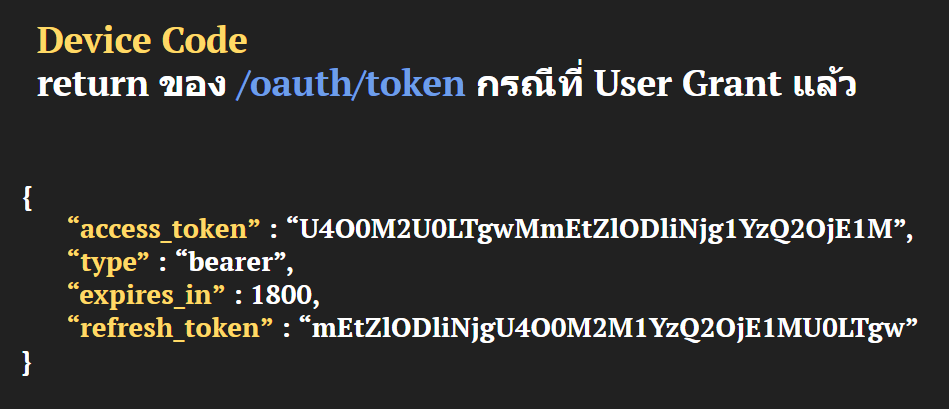 Device Code
return ของ /oauth/token กรณีที่ User Grant แล้ว
{
“access_token” : “U4O0M2U0LTgwMmEtZlODliNjg1YzQ2OjE1M”,
“type” : “bearer”,
“expires_in” : 1800,
“refresh_token” : “mEtZlODliNjgU4O0M2M1YzQ2OjE1MU0LTgw”
}